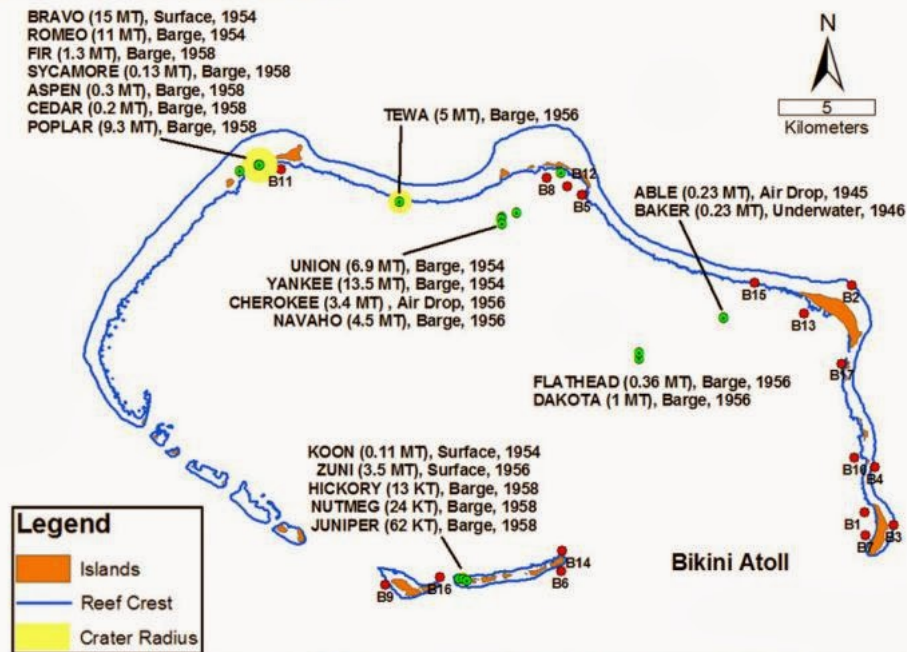 BRAVO (15 MT), Surface, 1954
ROMEO (11 MT), Barge, 1954
FIR (1.3 MT), Barge, 1958
SYCAMORE (0.13 MT), Barge, 1958
ASPEN (0.3 MT), Barge, 1958
CEDAR (0.2 MT), Barge, 1958
POPLAR (9.3 MT), Barge, 1958
TEWA (5 MT), Barge, 1956
N
5
Kilometers
B11
B8
B12
B5
ABLE (0.23 MT), Air Drop, 1945
BAKER (0.23 MT), Underwater, 1946
UNION (6.9 MT), Barge, 1954
YANKEE (13.5 MT), Barge, 1954
CHEROKEE (3.4 MT) , Air Drop, 1956
NAVAHO (4.5 MT), Barge, 1956
B15
B2
B13
B17
FLATHEAD (0.36 MT), Barge, 1956
DAKOTA (1 MT), Barge, 1956
KOON (0.11 MT), Surface, 1954
ZUNI (3.5 MT), Surface, 1956
HICKORY (13 KT), Barge, 1958
NUTMEG (24 KT), Barge, 1958
JUNIPER (62 KT), Barge, 1958
B10
B4
B1
B3
B7
Bikini Atoll
B14
B6
B16
B9
Legend
Islands
Reef Crest
Crater Radius